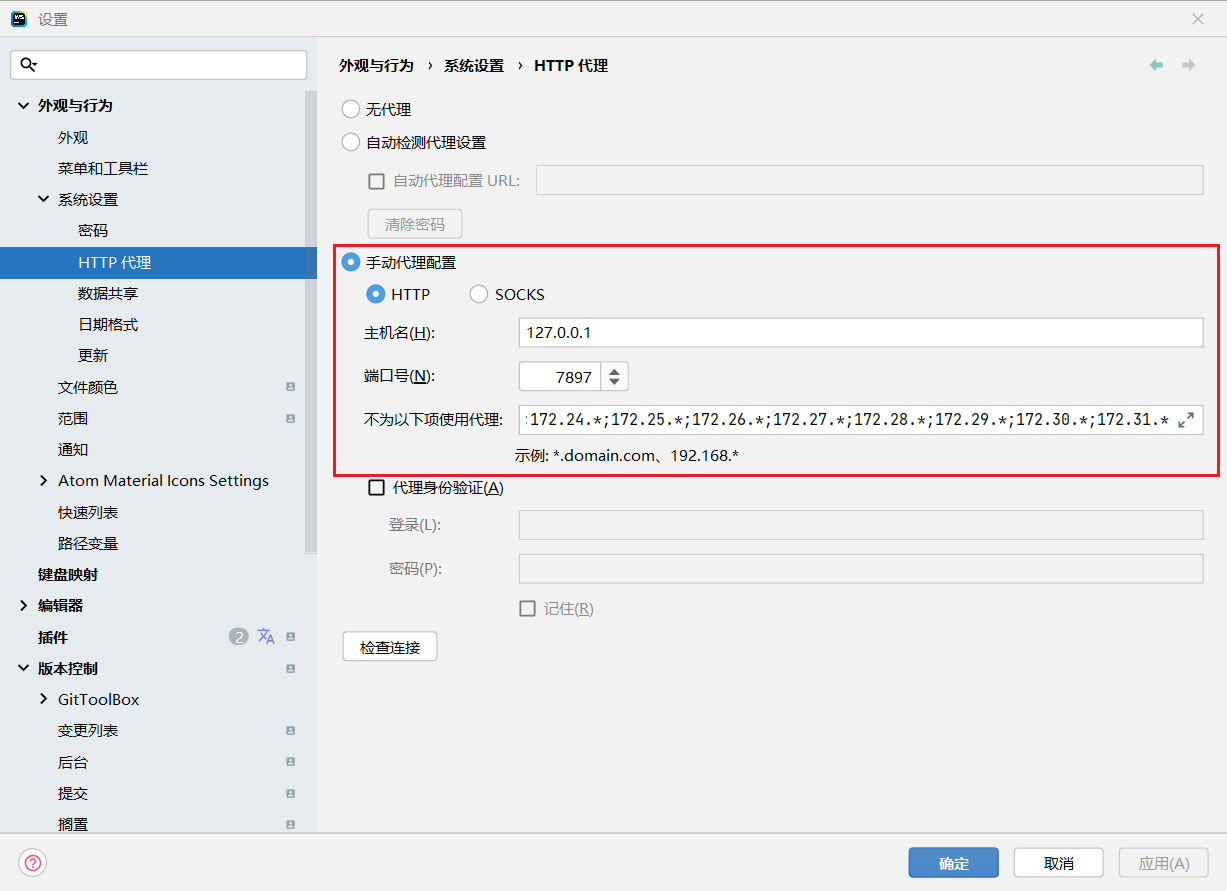 WS 设置
外观与行为 › 系统设置 › HTTP 代理
外观与行为
外观
菜单和工具栏
系统设置
密码
HTTP 代理
数据共享
日期格式
更新
文件颜色
范围
通知
Atom Material Icons Settings
快速列表
路径变量
键盘映射
编辑器
插件 2
版本控制
GitToolBox
变更列表
后台
提交
搁置
无代理
自动检测代理设置
自动代理配置 URL:
清除密码
手动代理配置
HTTP SOCKS
主机名(H): 127.0.0.1
端口号(N): 7897
不为以下项使用代理: ;172.24.*;172.25.*;172.26.*;172.27.*;172.28.*;172.29.*;172.30.*;172.31.*
示例: *.domain.com、192.168.*
代理身份验证(A)
登录(L):
密码(P):
记住(R)
检查连接
? 确定 取消 应用(A)